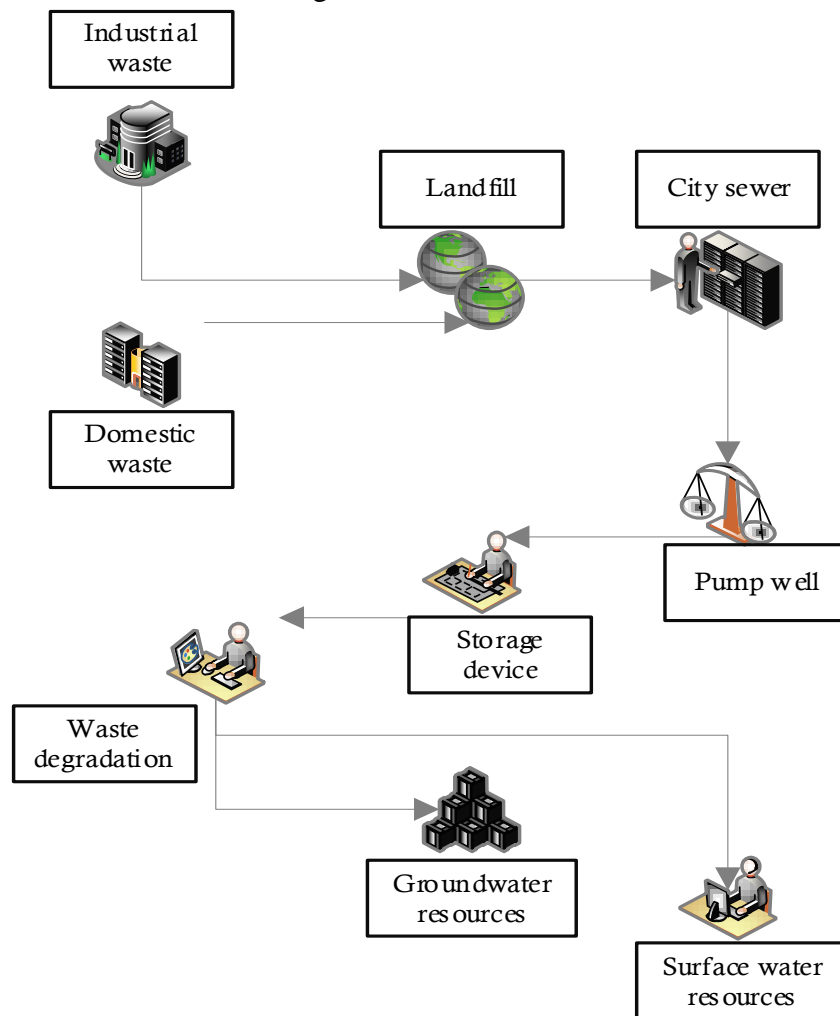 Industrial
waste
Landfill
City sewer
Domestic
waste
Pump well
Storage
device
Waste
degradation
Groundwater
resources
Surface water
resources